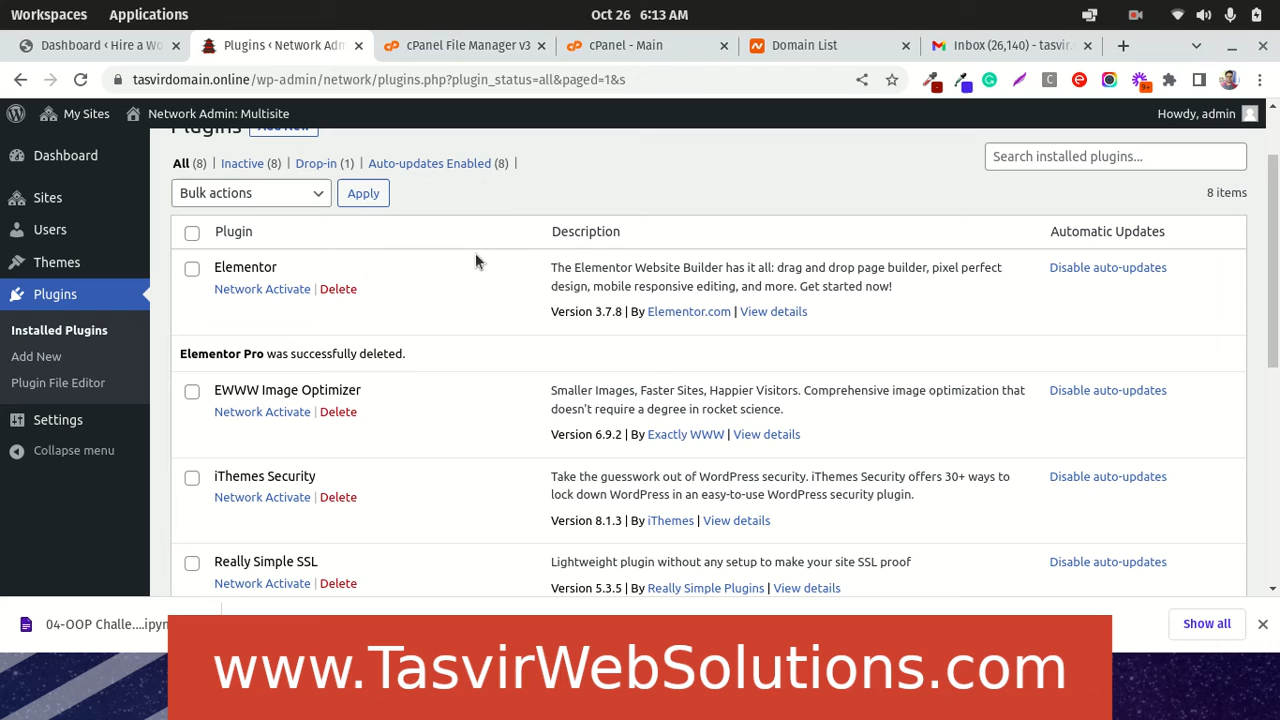 Workspaces Applications Oct 26 6:13 AM
Dashboard ‹ Hire a Wo Plugins ‹ Network Adm cPanel File Manager v3 cPanel - Main Domain List Inbox (26,140) - tasvir.r
tasvirdomain.online/wp-admin/network/plugins.php?plugin_status=all&paged=1&s
My Sites Network Admin: Multisite Howdy, admin
Plugins Add New
Dashboard
Sites
Users
Themes
Plugins
Installed Plugins
Add New
Plugin File Editor
Settings
Collapse menu
All (8) | Inactive (8) | Drop-in (1) | Auto-updates Enabled (8) |
Search installed plugins...
Bulk actions Apply 8 items
Plugin Description Automatic Updates
Elementor
Network Activate | Delete
The Elementor Website Builder has it all: drag and drop page builder, pixel perfect
design, mobile responsive editing, and more. Get started now!
Version 3.7.8 | By Elementor.com | View details
Disable auto-updates
Elementor Pro was successfully deleted.
EWWW Image Optimizer
Network Activate | Delete
Smaller Images, Faster Sites, Happier Visitors. Comprehensive image optimization that
doesn't require a degree in rocket science.
Version 6.9.2 | By Exactly WWW | View details
Disable auto-updates
iThemes Security
Network Activate | Delete
Take the guesswork out of WordPress security. iThemes Security offers 30+ ways to
lock down WordPress in an easy-to-use WordPress security plugin.
Version 8.1.3 | By iThemes | View details
Disable auto-updates
Really Simple SSL
Network Activate | Delete
Lightweight plugin without any setup to make your site SSL proof
Version 5.3.5 | By Really Simple Plugins | View details
Disable auto-updates
04-OOP Challe....ipyn Show all
www.TasvirWebSolutions.com